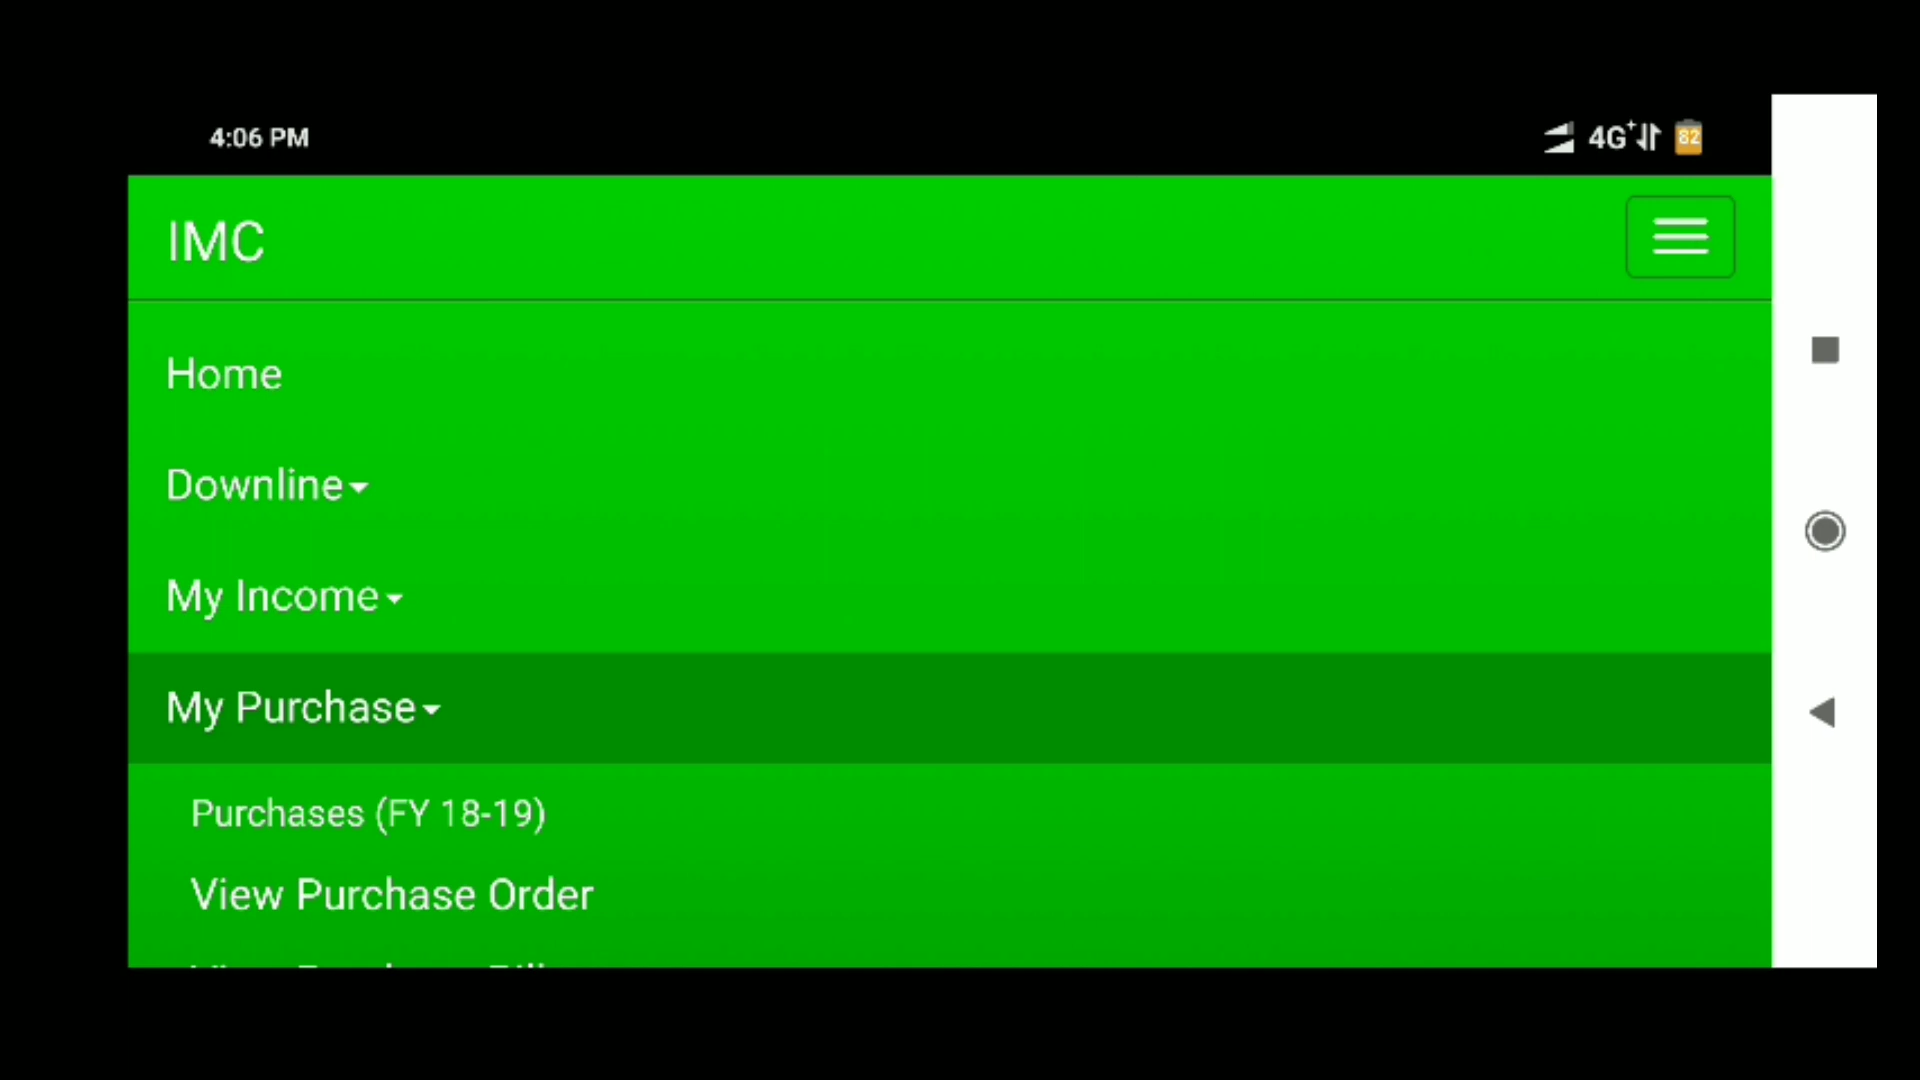 4:06 PM
4G+ 82
IMC
Home
Downline
My Income
My Purchase
Purchases (FY 18-19)
View Purchase Order